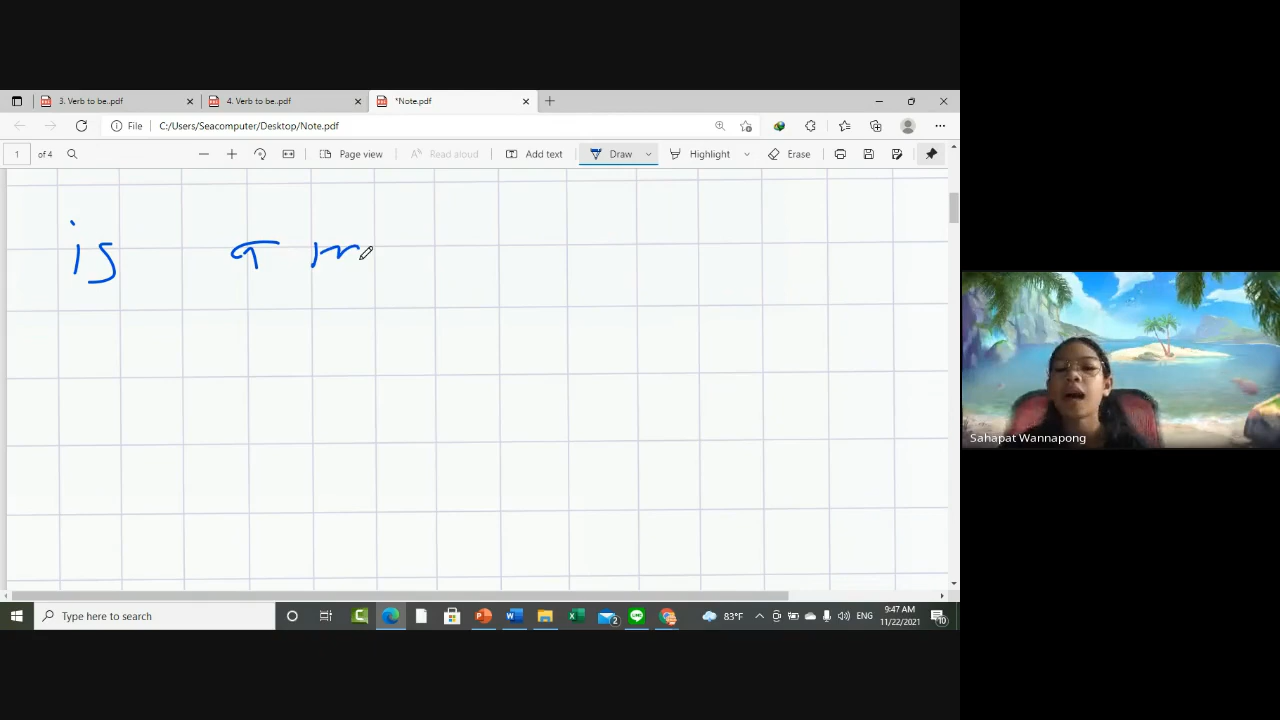 3. Verb to be..pdf
4. Verb to be..pdf
*Note.pdf
File
C:/Users/Seacomputer/Desktop/Note.pdf
1 of 4
Page view
Read aloud
Add text
Draw
Highlight
Erase
is
Sahapat Wannapong
Type here to search
2
83°F
ENG
9:47 AM
11/22/2021
10